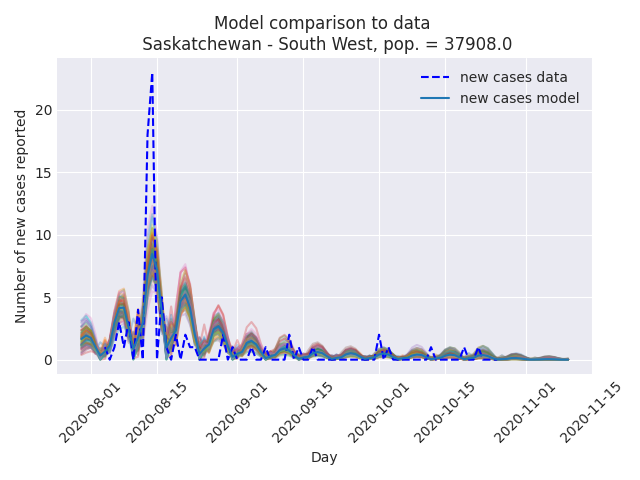 Model comparison to data
Saskatchewan - South West, pop. = 37908.0
new cases data
new cases model
Number of new cases reported
20
15
10
5
0
2020-08-01
2020-08-15
2020-09-01
2020-09-15
2020-10-01
2020-10-15
2020-11-01
2020-11-15
Day